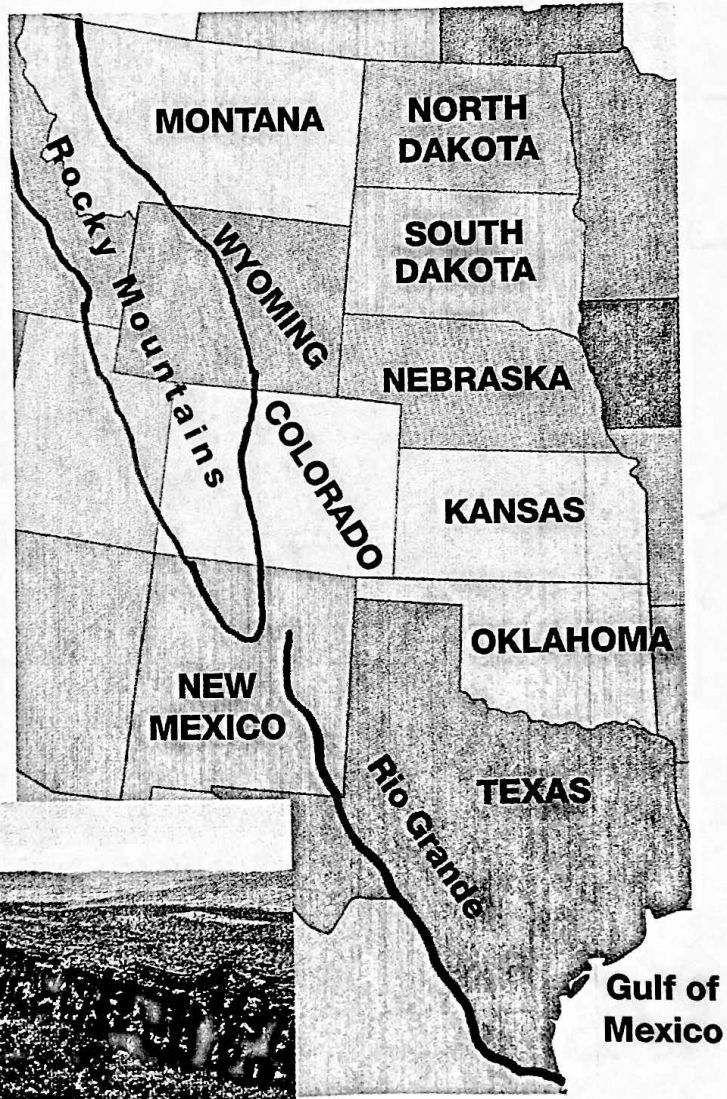 MONTANA
NORTH
DAKOTA
Rocky Mountains
SOUTH
DAKOTA
WYOMING
NEBRASKA
COLORADO
KANSAS
OKLAHOMA
NEW
MEXICO
Rio Grande
TEXAS
Gulf of
Mexico